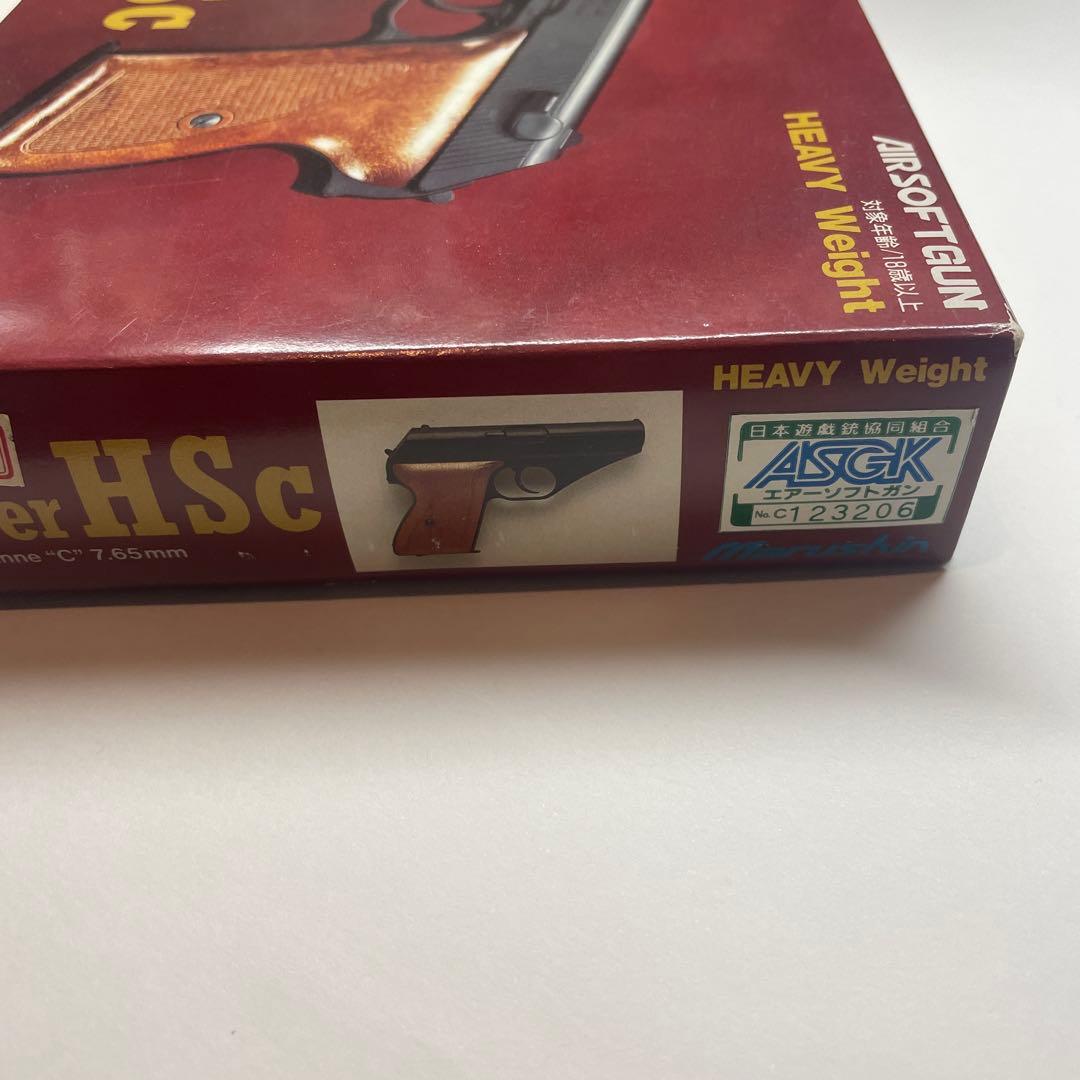 HEAVY Weight
AIRSOFTGUN
対象年齢/18歳以上
HEAVY Weight
er HSc
nne "C" 7.65mm
日本遊戯銃協同組合
ASGK
エアーソフトガン
No. C123206
Marushin